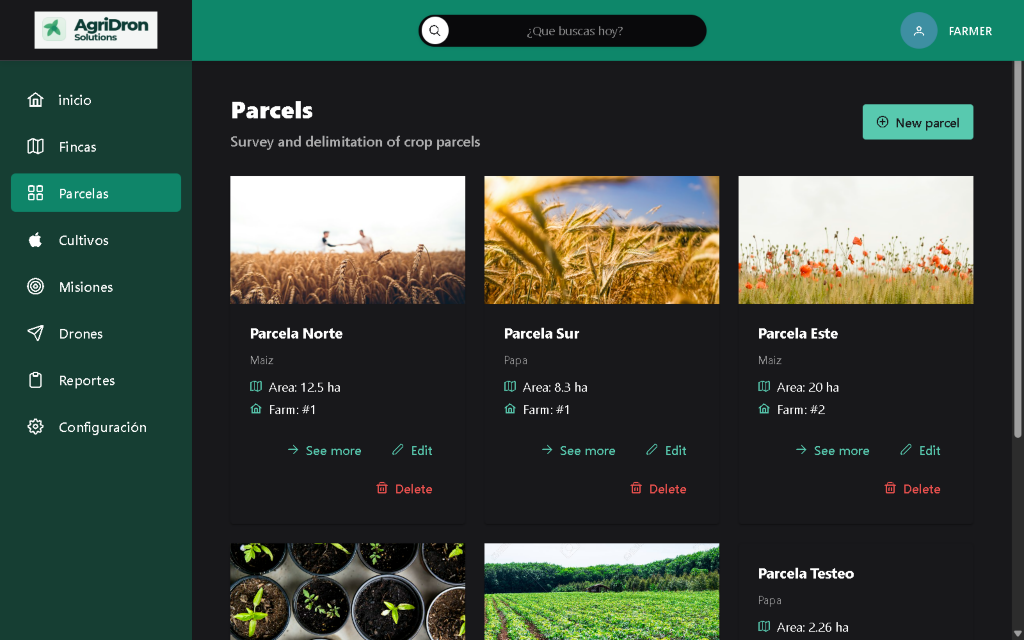 AgriDron
Solutions
¿Que buscas hoy?
FARMER
inicio
Fincas
Parcelas
Cultivos
Misiones
Drones
Reportes
Configuración
Parcels
Survey and delimitation of crop parcels
New parcel
Parcela Norte
Maiz
Area: 12.5 ha
Farm: #1
See more
Edit
Delete
Parcela Sur
Papa
Area: 8.3 ha
Farm: #1
See more
Edit
Delete
Parcela Este
Maiz
Area: 20 ha
Farm: #2
See more
Edit
Delete
Parcela Testeo
Papa
Area: 2.26 ha